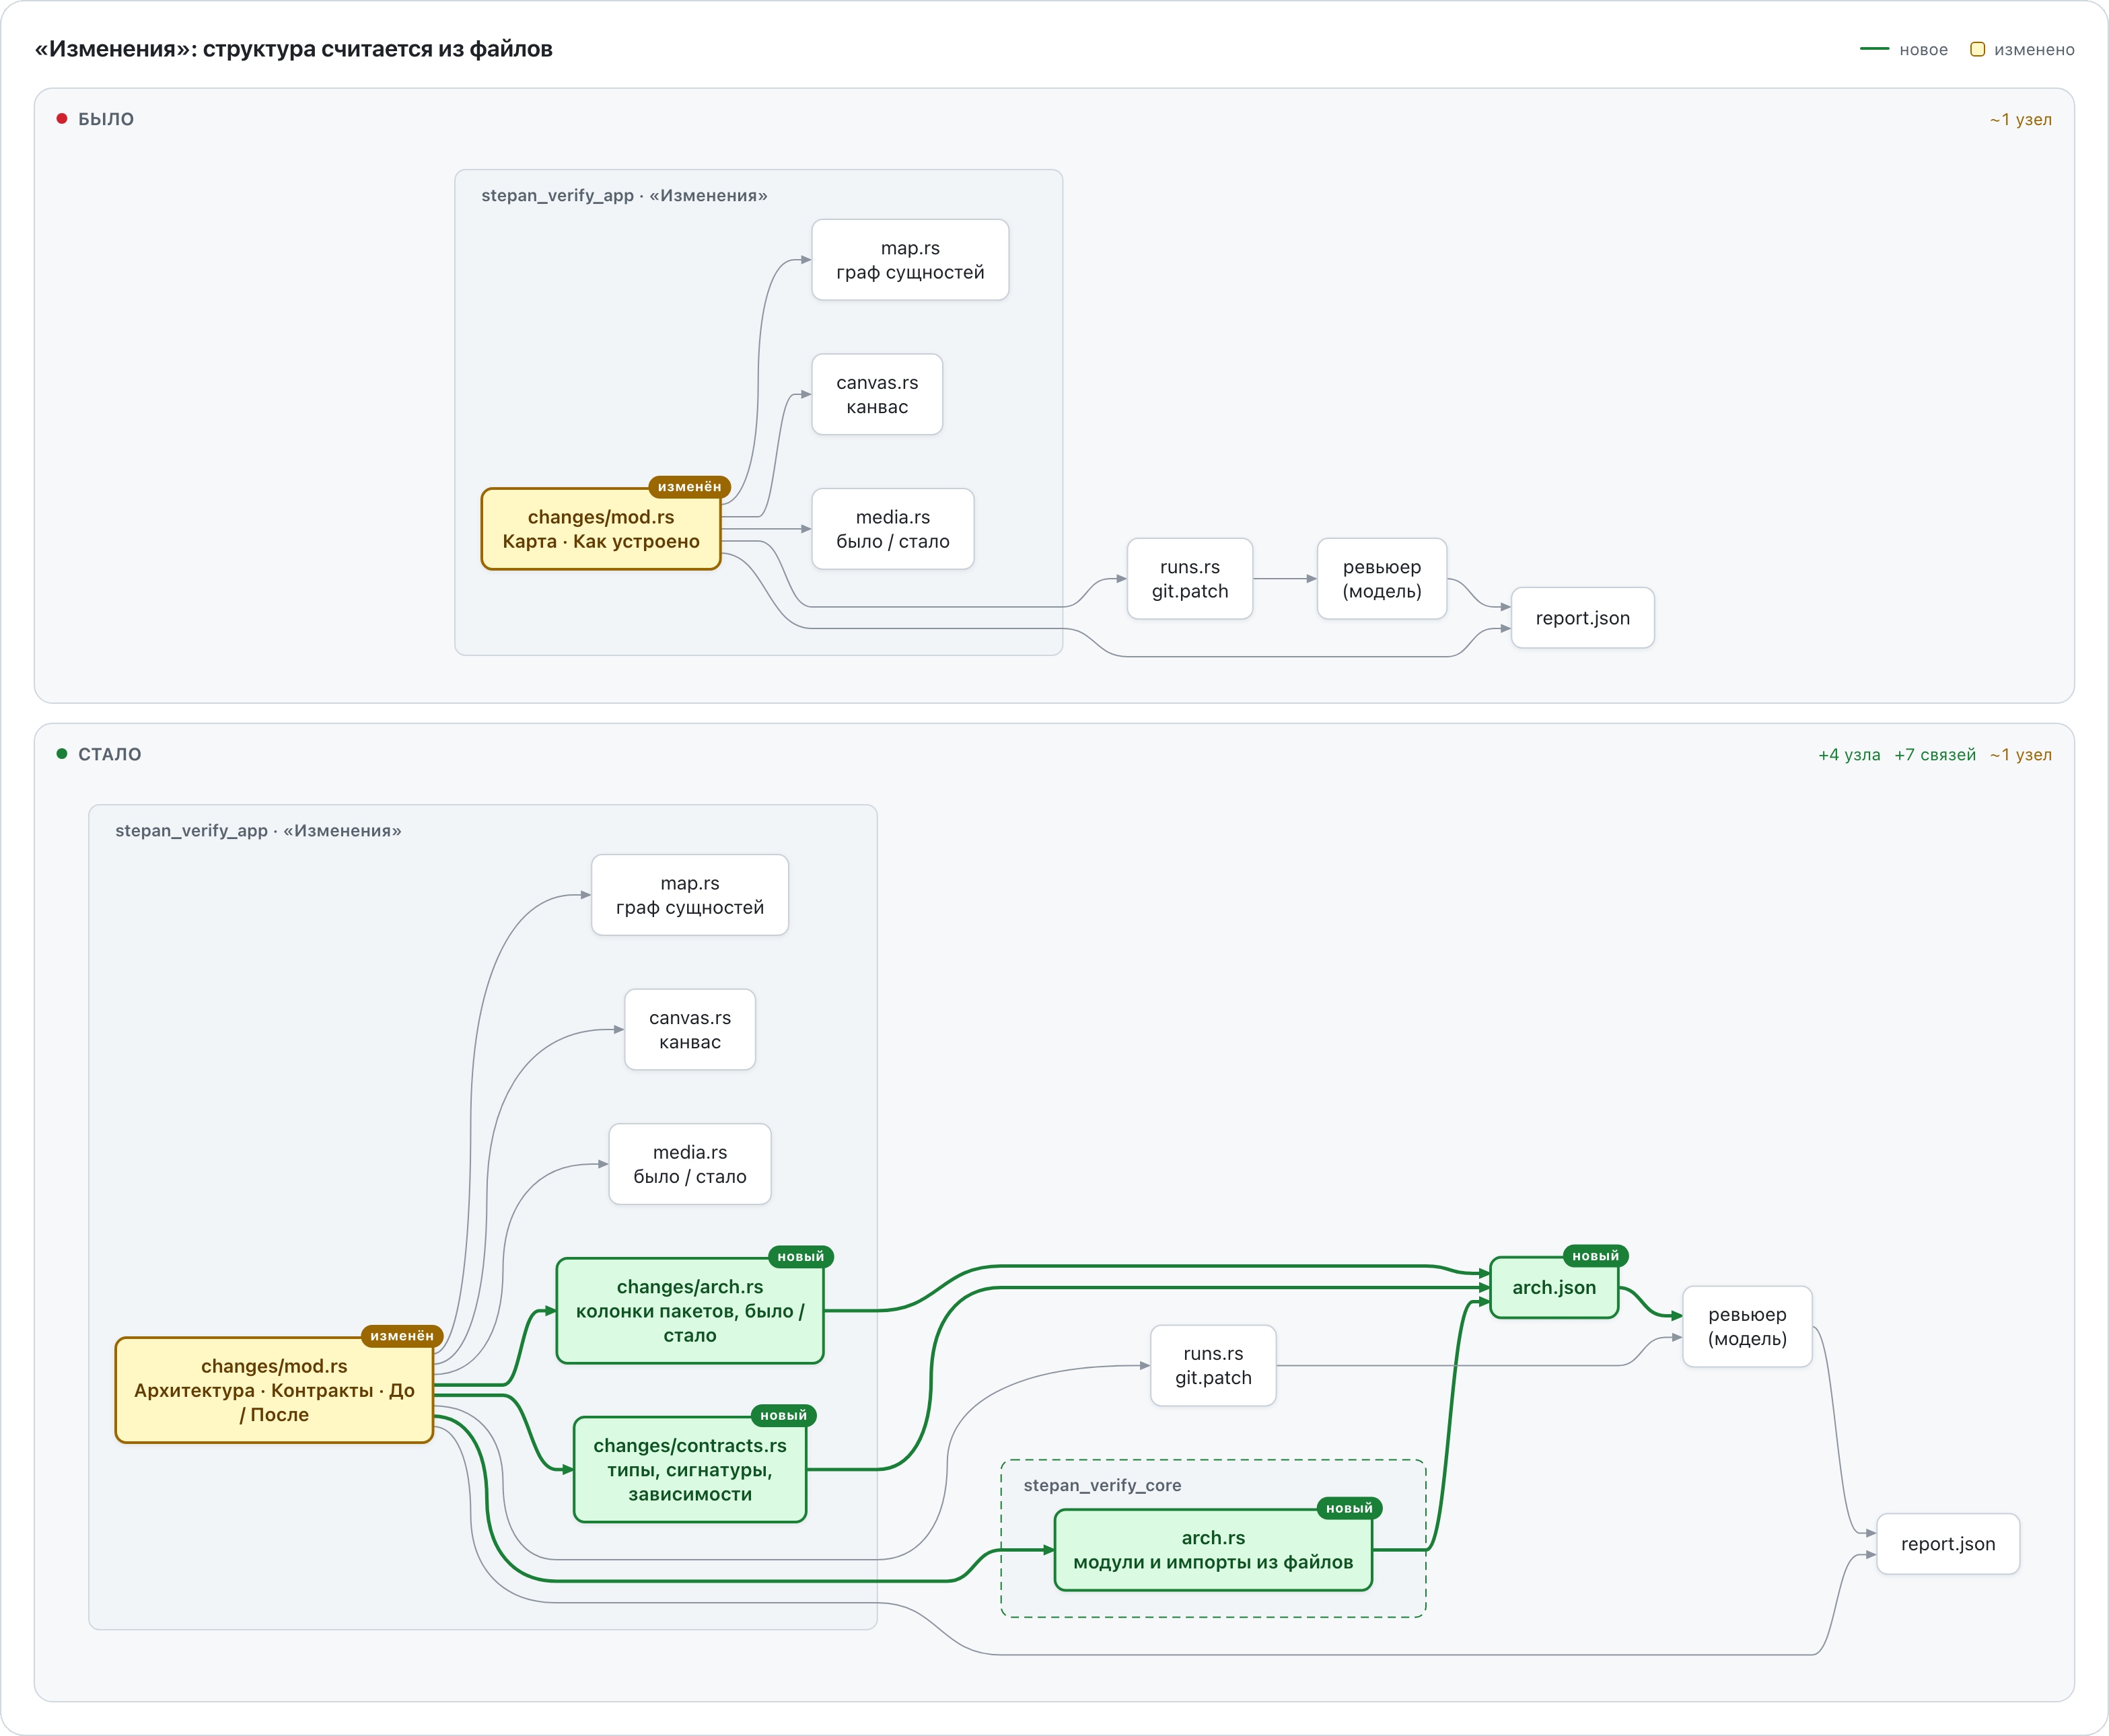 «Изменения»: структура считается из файлов
новое
изменено
БЫЛО
~1 узел
stepan_verify_app · «Изменения»
map.rs
граф сущностей
canvas.rs
канвас
изменён
changes/mod.rs
Карта · Как устроено
media.rs
было / стало
runs.rs
git.patch
ревьюер
(модель)
report.json
СТАЛО
+4 узла +7 связей ~1 узел
stepan_verify_app · «Изменения»
map.rs
граф сущностей
canvas.rs
канвас
media.rs
было / стало
новый
changes/arch.rs
колонки пакетов, было /
стало
новый
arch.json
ревьюер
(модель)
изменён
changes/mod.rs
Архитектура · Контракты · До
/ После
runs.rs
git.patch
новый
changes/contracts.rs
типы, сигнатуры,
зависимости
stepan_verify_core
новый
arch.rs
модули и импорты из файлов
report.json